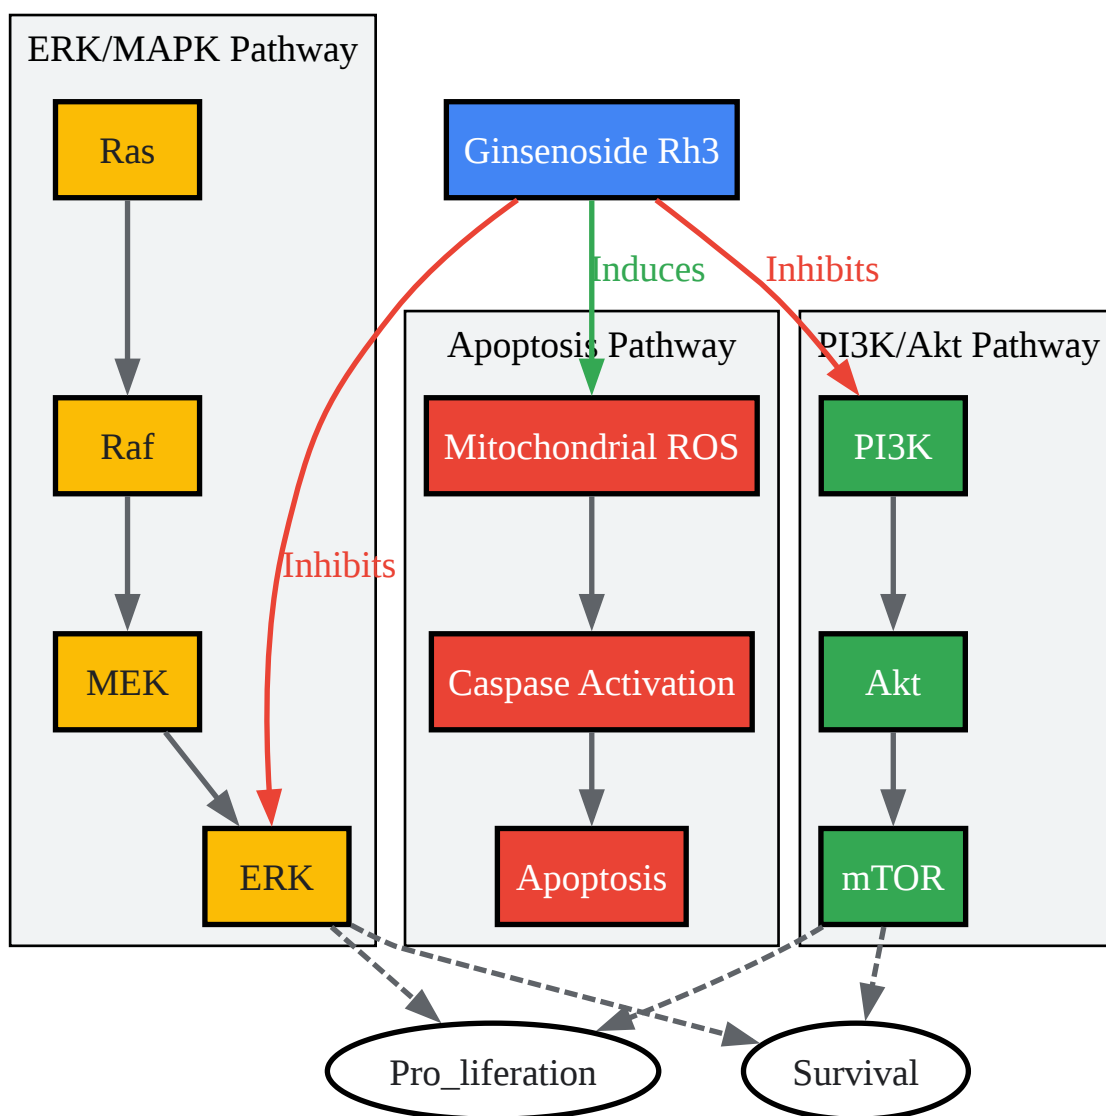 ERK/MAPK Pathway
Ras
Ginsenoside Rh3
Induces
Inhibits
Apoptosis Pathway
PI3K/Akt Pathway
Raf
Mitochondrial ROS
PI3K
Inhibits
MEK
Caspase Activation
Akt
ERK
Apoptosis
mTOR
Pro_liferation
Survival